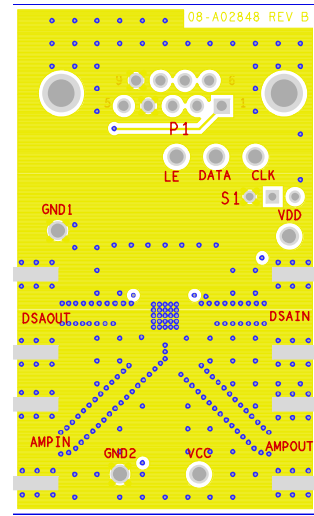 08-A02848 REV B
9 6
5 1
P1
LE DATA CLK
S1
VDD
GND1
DSAOUT DSAIN
AMPIN AMPOUT
GND2 VCC